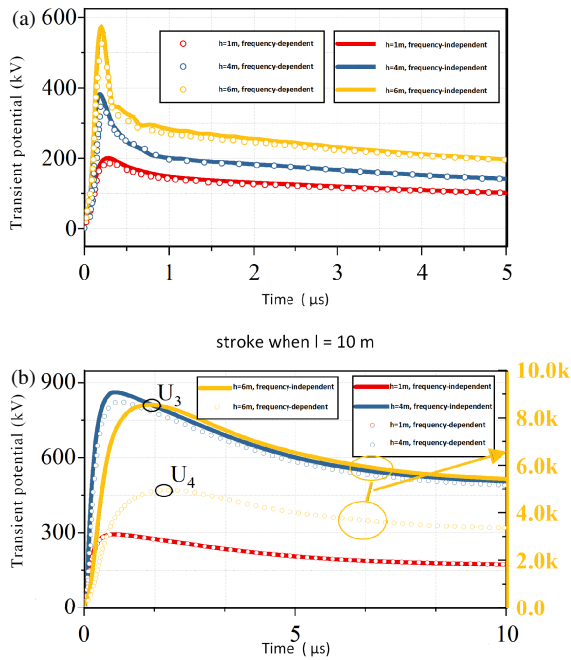 (a)
Transient potential (kV)
600
400
200
0
h=1m, frequency-dependent
h=4m, frequency-dependent
h=6m, frequency-dependent
h=1m, frequency-independent
h=4m, frequency-independent
h=6m, frequency-independent
0 1 2 3 4 5
Time ( μs)
stroke when l = 10 m
(b)
Transient potential (kV)
900
600
300
0
U3
U4
h=6m, frequency-independent
h=6m, frequency-dependent
h=1m, frequency-independent
h=4m, frequency-independent
h=1m, frequency-dependent
h=4m, frequency-dependent
10.0k
8.0k
6.0k
4.0k
2.0k
0.0
0 5 10
Time ( μs)